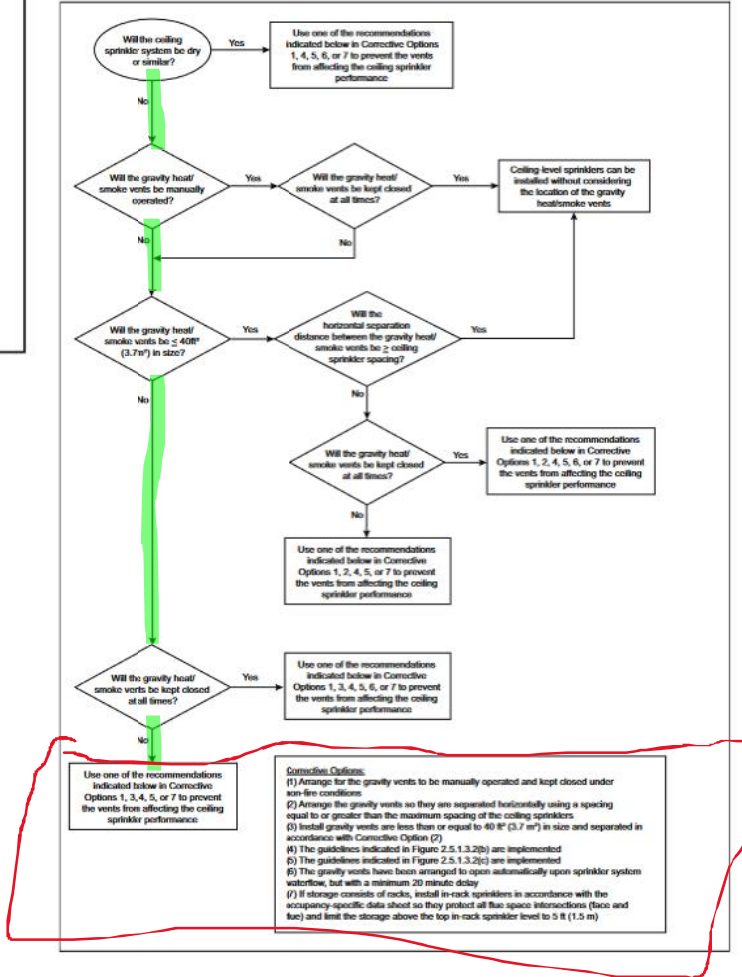 Will the ceiling
sprinkler system be dry
or similar?
Yes
Use one of the recommendations
indicated below in Corrective Options
1, 4, 5, 6, or 7 to prevent the vents
from affecting the ceiling sprinkler
performance
No
Will the gravity heat/
smoke vents be manually
operated?
Yes
Will the gravity heat/
smoke vents be kept closed
at all times?
Yes
Ceiling-level sprinklers can be
installed without considering
the location of the gravity
heat/smoke vents
No
No
Will the gravity heat/
smoke vents be ≤ 40ft²
(3.7m²) in size?
Yes
Will the
horizontal separation
distance between the gravity heat/
smoke vents be ≥ ceiling
sprinkler spacing?
Yes
No
No
Will the gravity heat/
smoke vents be kept closed
at all times?
Yes
Use one of the recommendations
indicated below in Corrective
Options 1, 2, 4, 5, 6, or 7 to prevent
the vents from affecting the ceiling
sprinkler performance
No
Use one of the recommendations
indicated below in Corrective
Options 1, 2, 4, 5, or 7 to prevent
the vents from affecting the ceiling
sprinkler performance
Will the gravity heat/
smoke vents be kept closed
at all times?
Yes
Use one of the recommendations
indicated below in Corrective
Options 1, 3, 4, 5, 6, or 7 to prevent
the vents from affecting the ceiling
sprinkler performance
No
Use one of the recommendations
indicated below in Corrective
Options 1, 3,4, 5, or 7 to prevent
the vents from affecting the ceiling
sprinkler performance
Corrective Options:
(1) Arrange for the gravity vents to be manually operated and kept closed under
non-fire conditions
(2) Arrange the gravity vents so they are separated horizontally using a spacing
equal to or greater than the maximum spacing of the ceiling sprinklers
(3) Install gravity vents are less than or equal to 40 ft² (3.7 m²) in size and separated in
accordance with Corrective Option (2)
(4) The guidelines indicated in Figure 2.5.1.3.2(b) are implemented
(5) The guidelines indicated in Figure 2.5.1.3.2(c) are implemented
(6) The gravity vents have been arranged to open automatically upon sprinkler system
waterflow, but with a minimum 20 minute delay
(7) If storage consists of racks, install in-rack sprinklers in accordance with the
occupancy-specific data sheet so they protect all flue space intersections (face and
flue) and limit the storage above the top in-rack sprinkler level to 5 ft (1.5 m)